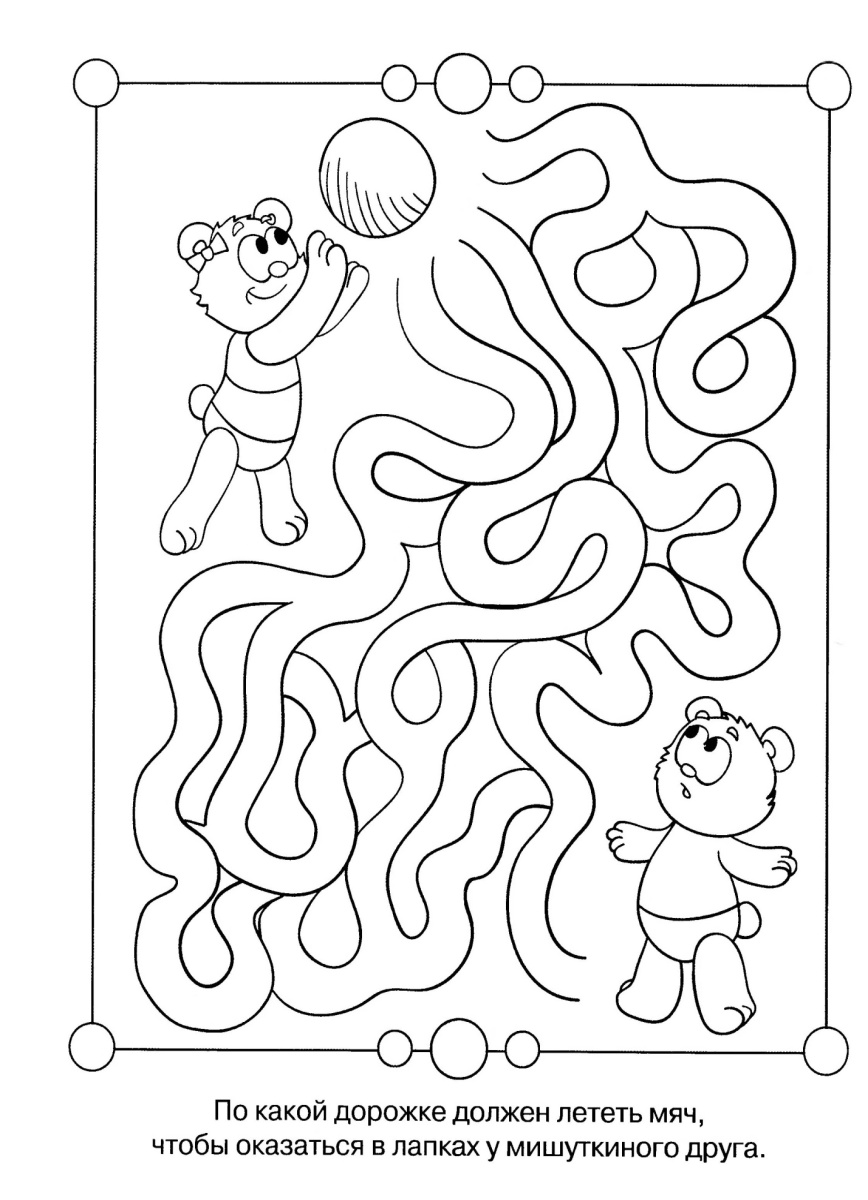 По какой дорожке должен лететь мяч,
чтобы оказаться в лапках у мишуткиного друга.